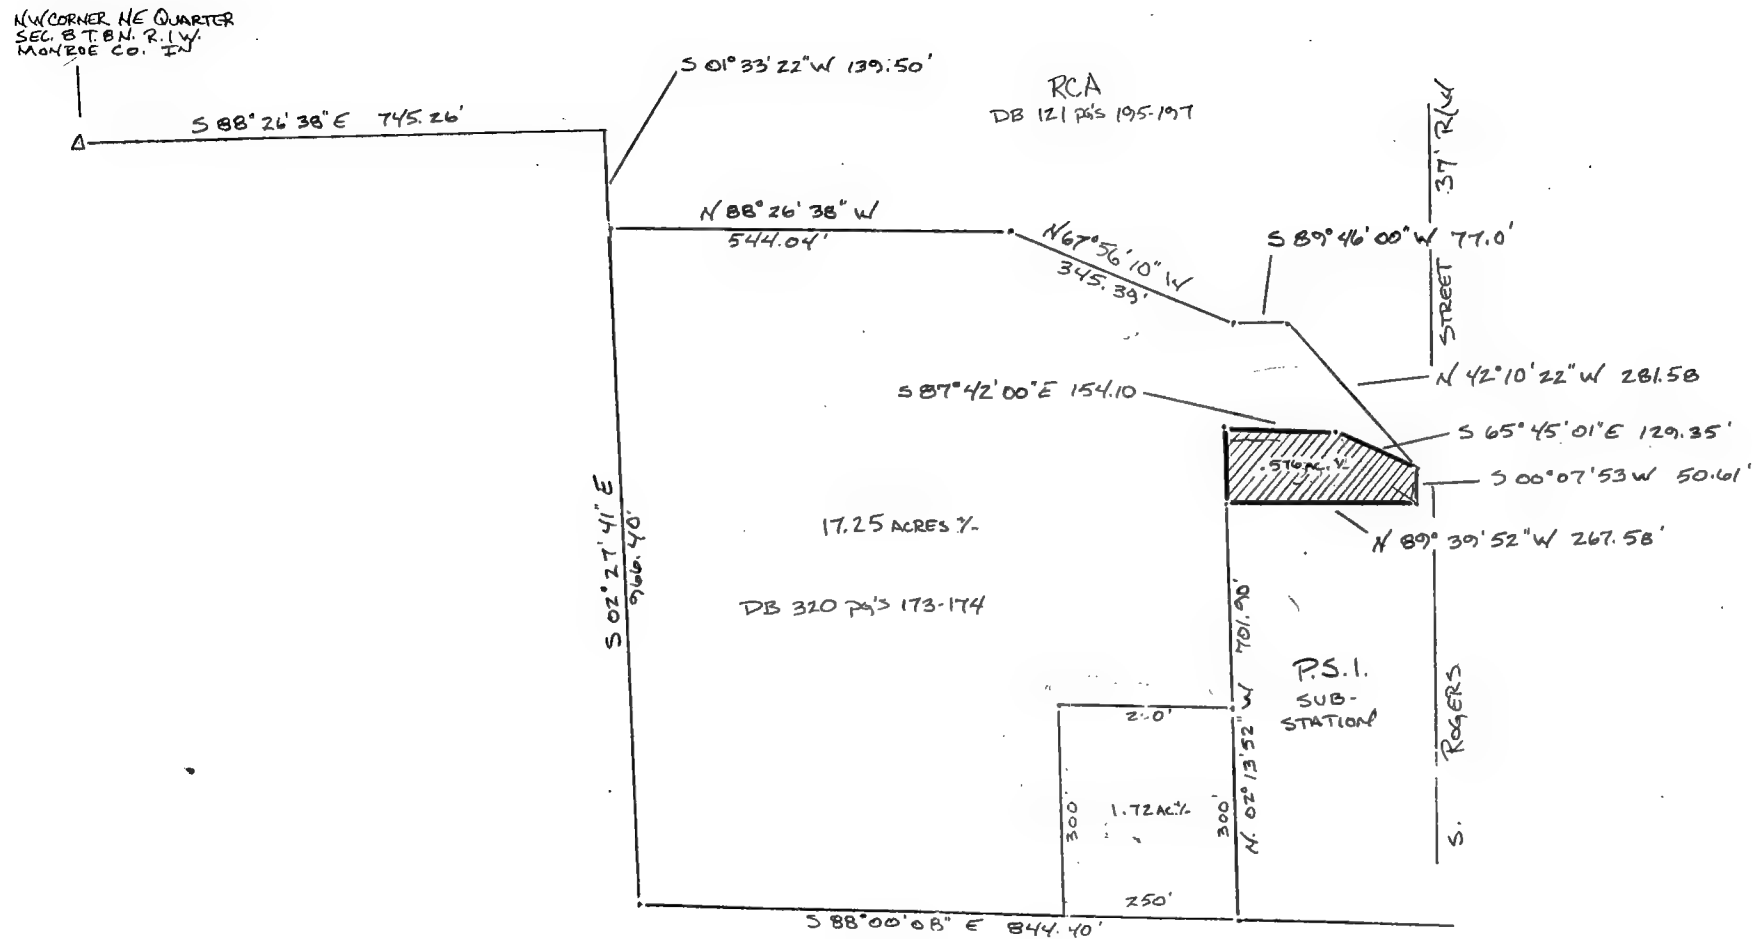 NW CORNER NE QUARTER
SEC. 8 T. 8 N. R. 1 W.
MONROE CO. IN
S 88° 26' 38" E 745.26'
S 01° 33' 22" W 139.50'
RCA
DB 121 pg's 195-197
37' R/W
STREET
N 88° 26' 38" W
544.04'
N 67° 56' 10" W
345.39'
S 89° 46' 00" W 77.0'
N 42° 10' 22" W 281.58
S 87° 42' 00" E 154.10
S 65° 45' 01" E 129.35'
.576 AC. +/-
S 00° 07' 53 W 50.61'
N 89° 39' 52" W 267.58'
S 02° 27' 41" E
966.40'
17.25 ACRES +/-
DB 320 pg's 173-174
N. 02° 13' 52" W 701.90'
P.S.I.
SUB-
STATION
S. ROGERS
300'
1.72 AC. +/-
300'
250'
S 88° 00' 08" E 844.40'